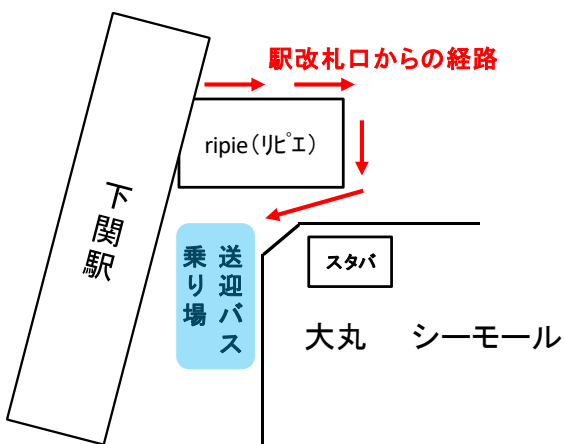 駅改札口からの経路
ripie(リピエ)
下関駅
送迎バス
乗り場
スタバ
大丸　シーモール